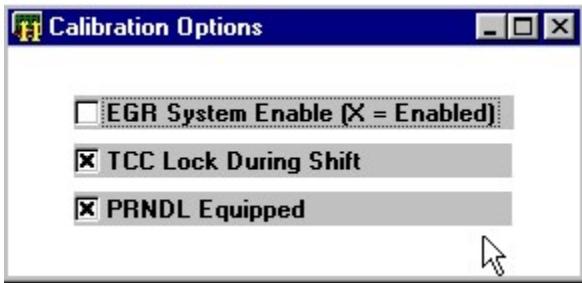 Calibration Options
EGR System Enable (X = Enabled)
TCC Lock During Shift
PRNDL Equipped